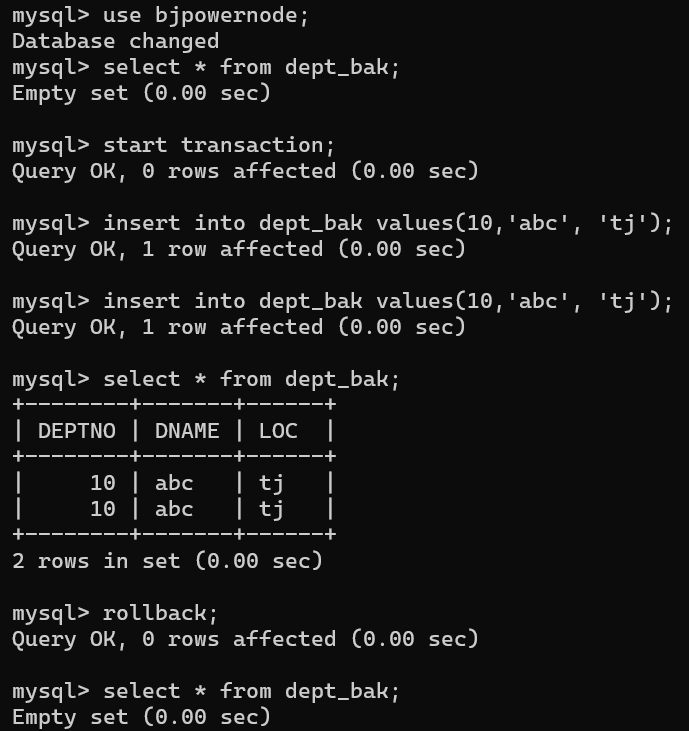 mysql> use bjpowernode;
Database changed
mysql> select * from dept_bak;
Empty set (0.00 sec)

mysql> start transaction;
Query OK, 0 rows affected (0.00 sec)

mysql> insert into dept_bak values(10,'abc', 'tj');
Query OK, 1 row affected (0.00 sec)

mysql> insert into dept_bak values(10,'abc', 'tj');
Query OK, 1 row affected (0.00 sec)

mysql> select * from dept_bak;
+--------+-------+------+
| DEPTNO | DNAME | LOC  |
+--------+-------+------+
|     10 | abc   | tj   |
|     10 | abc   | tj   |
+--------+-------+------+
2 rows in set (0.00 sec)

mysql> rollback;
Query OK, 0 rows affected (0.00 sec)

mysql> select * from dept_bak;
Empty set (0.00 sec)